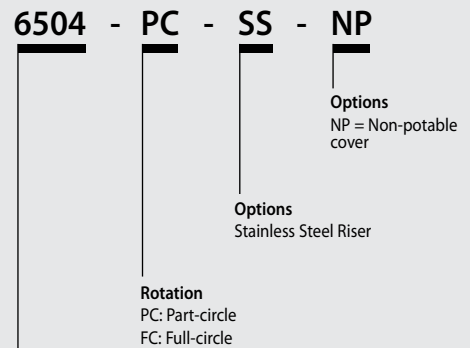 6504 - PC - SS - NP
Options
NP = Non-potable
cover
Options
Stainless Steel Riser
Rotation
PC: Part-circle
FC: Full-circle